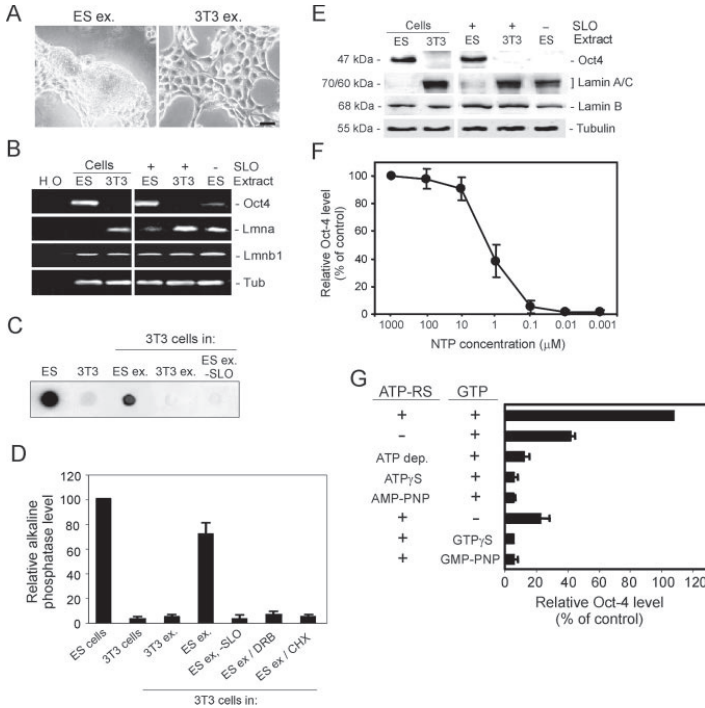 A
ES ex.
3T3 ex.
B
Cells + + - SLO
H O ES 3T3 ES 3T3 ES Extract
- Oct4
- Lmna
- Lmnb1
- Tub
C
3T3 cells in:
ES 3T3 ES ex. 3T3 ex. ES ex. -SLO
D
Relative alkaline phosphatase level
120
100
80
60
40
20
0
ES cells
3T3 cells
3T3 ex.
ES ex.
ES ex, -SLO
ES ex / DRB
ES ex / CHX
3T3 cells in:
E
Cells + + – SLO
ES 3T3 ES 3T3 ES Extract
47 kDa - - Oct4
70/60 kDa - ] Lamin A/C
68 kDa - - Lamin B
55 kDa - - Tubulin
F
Relative Oct-4 level
(% of control)
100
80
60
40
20
0
1000 100 10 1 0.1 0.01 0.001
NTP concentration (μM)
G
ATP-RS GTP
+ +
– +
ATP dep. +
ATPγS +
AMP-PNP +
+ –
+ GTPγS
+ GMP-PNP
0 20 40 60 80 120
Relative Oct-4 level
(% of control)